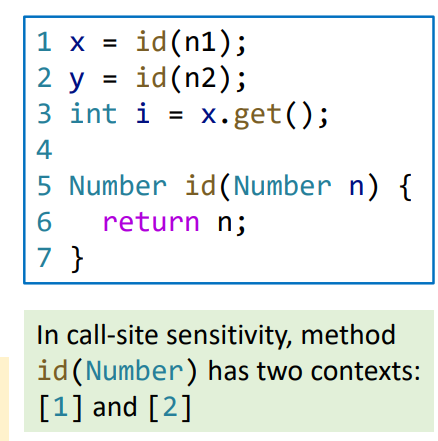 1 x = id(n1);
2 y = id(n2);
3 int i = x.get();
4
5 Number id(Number n) {
6   return n;
7 }
In call-site sensitivity, method
id(Number) has two contexts:
[1] and [2]